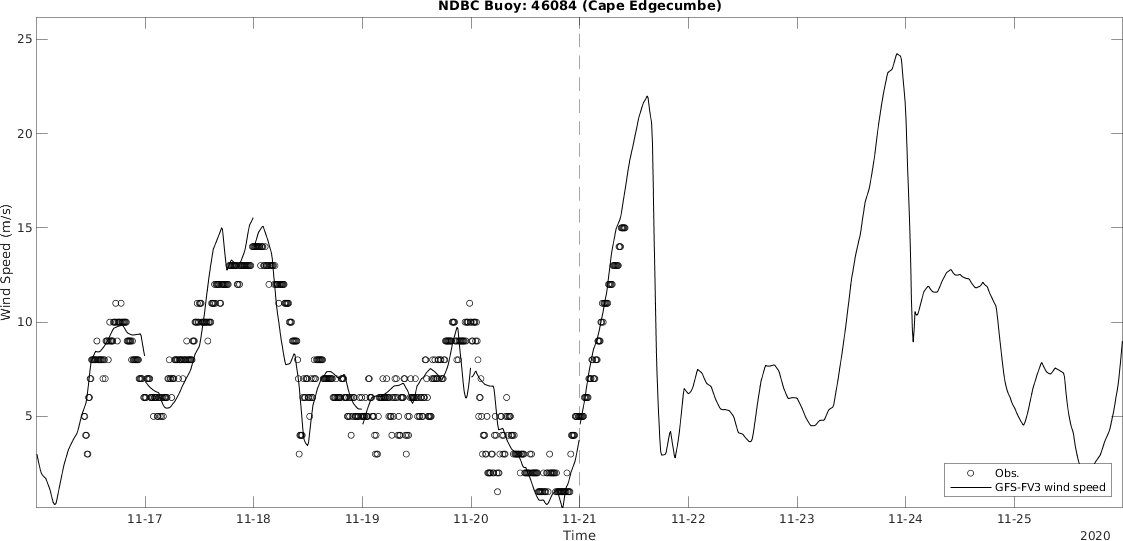 NDBC Buoy: 46084 (Cape Edgecumbe)
25
20
15
10
5
Wind Speed (m/s)
11-17 11-18 11-19 11-20 11-21 11-22 11-23 11-24 11-25
Time
2020
Obs.
GFS-FV3 wind speed